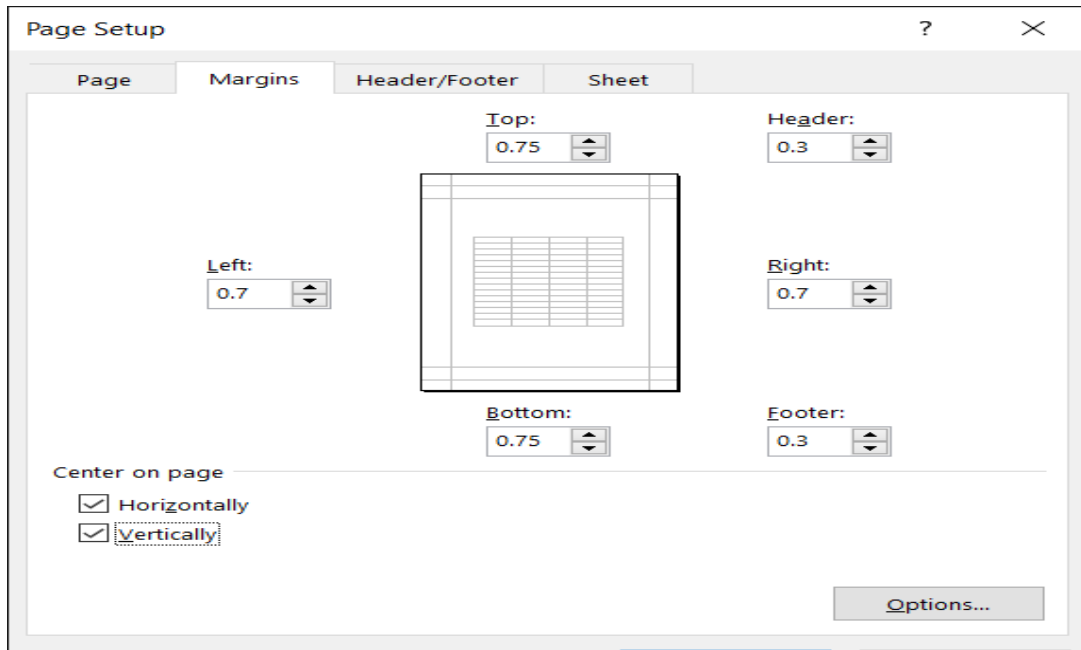 Page Setup ? ×
Page Margins Header/Footer Sheet
Top: Header:
0.75 0.3
Left: Right:
0.7 0.7
Bottom: Footer:
0.75 0.3
Center on page
Horizontally
Vertically
Options...